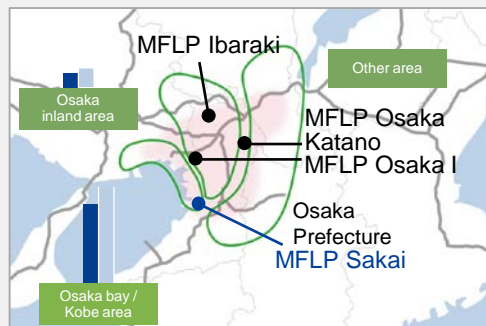 MFLP Ibaraki
Other area
Osaka
inland area
MFLP Osaka
Katano
MFLP Osaka I
Osaka
Prefecture
MFLP Sakai
Osaka bay /
Kobe area